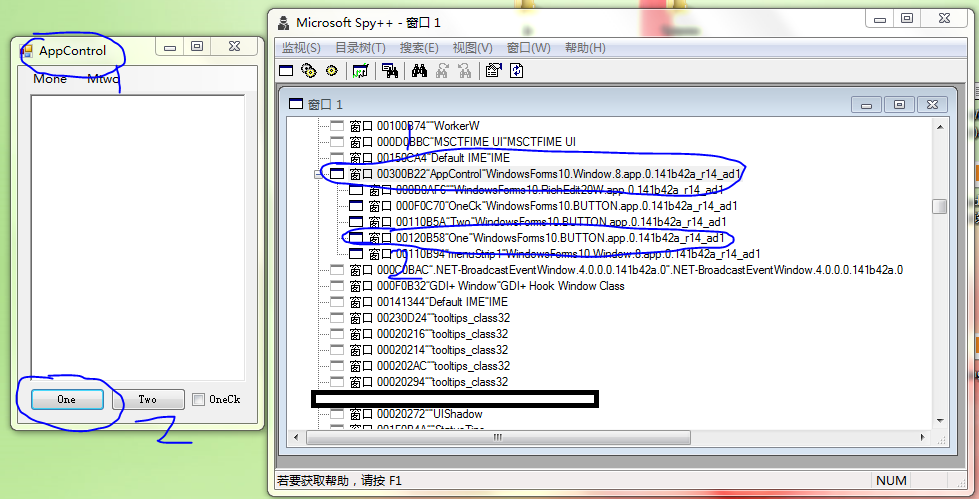 AppControl
Mone Mtwo
One Two OneCk
2
Microsoft Spy++ - 窗口 1
监视(S) 目录树(T) 搜索(E) 视图(V) 窗口(W) 帮助(H)
窗口 1
窗口 00100B74""WorkerW
窗口 000D0BBC"MSCTFIME UI"MSCTFIME UI
窗口 00150CA4"Default IME"IME
窗口 00300B22"AppControl"WindowsForms10.Window.8.app.0.141b42a_r14_ad1
窗口 000B0AFC""WindowsForms10.RichEdit20W.app.0.141b42a_r14_ad1
窗口 000F0C70"OneCk"WindowsForms10.BUTTON.app.0.141b42a_r14_ad1
窗口 00110B5A"Two"WindowsForms10.BUTTON.app.0.141b42a_r14_ad1
窗口 00120B58"One"WindowsForms10.BUTTON.app.0.141b42a_r14_ad1
窗口 00110B94"menuStrip1"WindowsForms10.Window.8.app.0.141b42a_r14_ad1
窗口 000C0BAC".NET-BroadcastEventWindow.4.0.0.0.141b42a.0".NET-BroadcastEventWindow.4.0.0.0.141b42a.0
窗口 000F0B32"GDI+ Window"GDI+ Hook Window Class
窗口 00141344"Default IME"IME
窗口 00230D24""tooltips_class32
窗口 00020216""tooltips_class32
窗口 00020214""tooltips_class32
窗口 000202AC""tooltips_class32
窗口 00020294""tooltips_class32
窗口 00020272""UIShadow
若要获取帮助，请按 F1 NUM